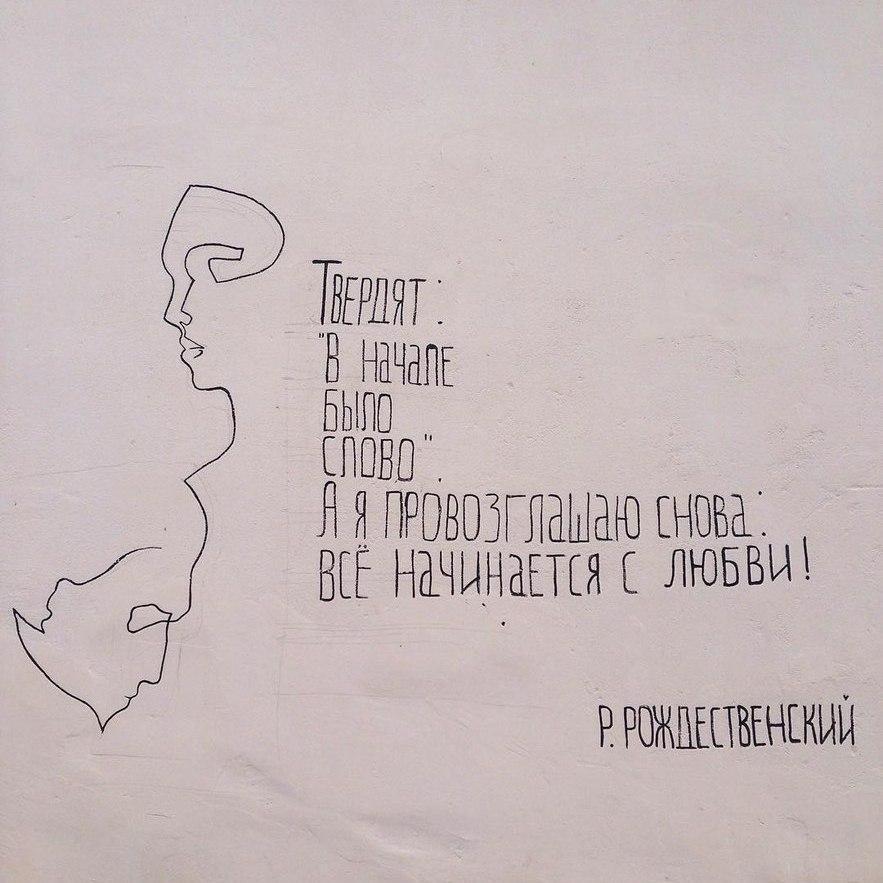 Твердят:
"В начале
было
слово".
А я провозглашаю снова:
всё начинается с любви!
Р. Рождественский